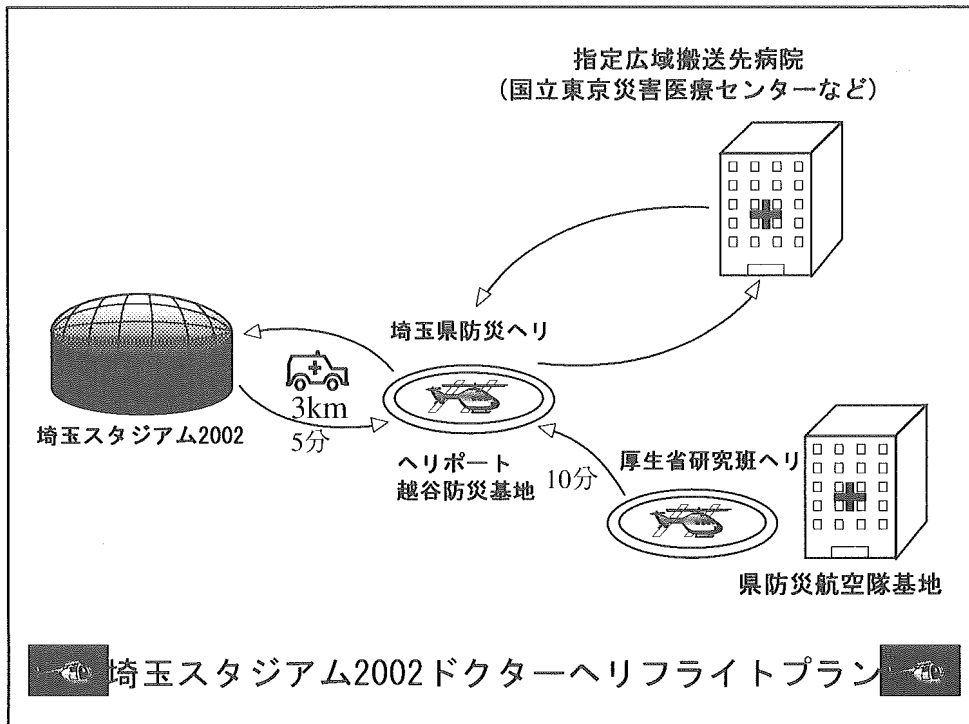 指定広域搬送先病院
（国立東京災害医療センターなど）
埼玉県防災ヘリ
3km
5分
埼玉スタジアム2002
ヘリポート
越谷防災基地
10分
厚生省研究班ヘリ
県防災航空隊基地
埼玉スタジアム2002ドクターヘリフライトプラン